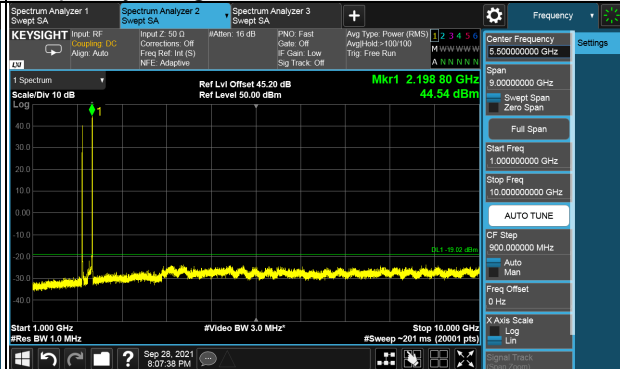 Spectrum Analyzer 1
Swept SA
Spectrum Analyzer 2
Swept SA
Spectrum Analyzer 3
Swept SA
Frequency
KEYSIGHT
Input: RF
Coupling: DC
Align: Auto
Input Z: 50 Ω
Corrections: Off
Freq Ref: Int (S)
NFE: Adaptive
#Atten: 16 dB
PNO: Fast
Gate: Off
IF Gain: Low
Sig Track: Off
Avg Type: Power (RMS)
Avg|Hold:>100/100
Trig: Free Run
1 2 3 4 5 6
M W W W W W
A N N N N N
LXI
1 Spectrum
Scale/Div 10 dB
Log
Ref Lvl Offset 45.20 dB
Ref Level 50.00 dBm
Mkr1 2.198 80 GHz
44.54 dBm
1
40.0
30.0
20.0
10.0
0.00
-10.0
-20.0
-30.0
-40.0
DL1 -19.02 dBm
Start 1.000 GHz
#Res BW 1.0 MHz
#Video BW 3.0 MHz*
Stop 10.000 GHz
#Sweep ~201 ms (20001 pts)
Sep 28, 2021
8:07:38 PM
Center Frequency
5.500000000 GHz
Settings
Span
9.00000000 GHz
Swept Span
Zero Span
Full Span
Start Freq
1.000000000 GHz
Stop Freq
10.000000000 GHz
AUTO TUNE
CF Step
900.000000 MHz
Auto
Man
Freq Offset
0 Hz
X Axis Scale
Log
Lin
Signal Track
(Span Zoom)